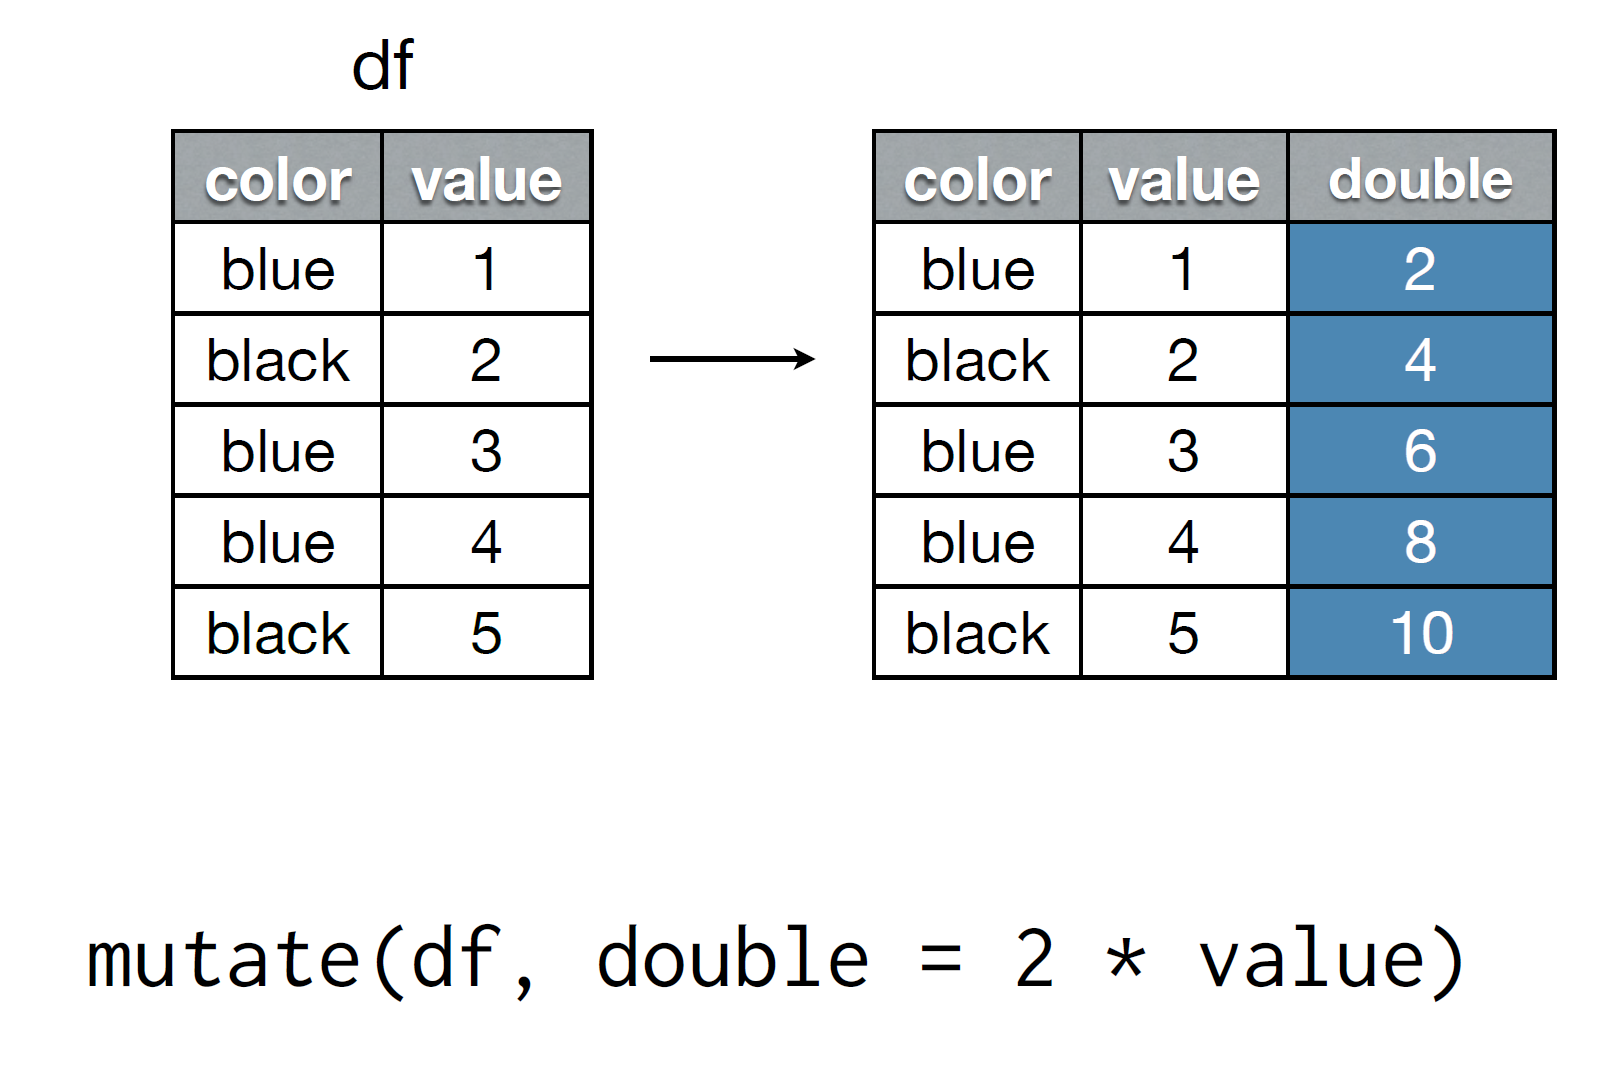 df
color value
blue 1
black 2
blue 3
blue 4
black 5
color value double
blue 1 2
black 2 4
blue 3 6
blue 4 8
black 5 10
mutate(df, double = 2 * value)